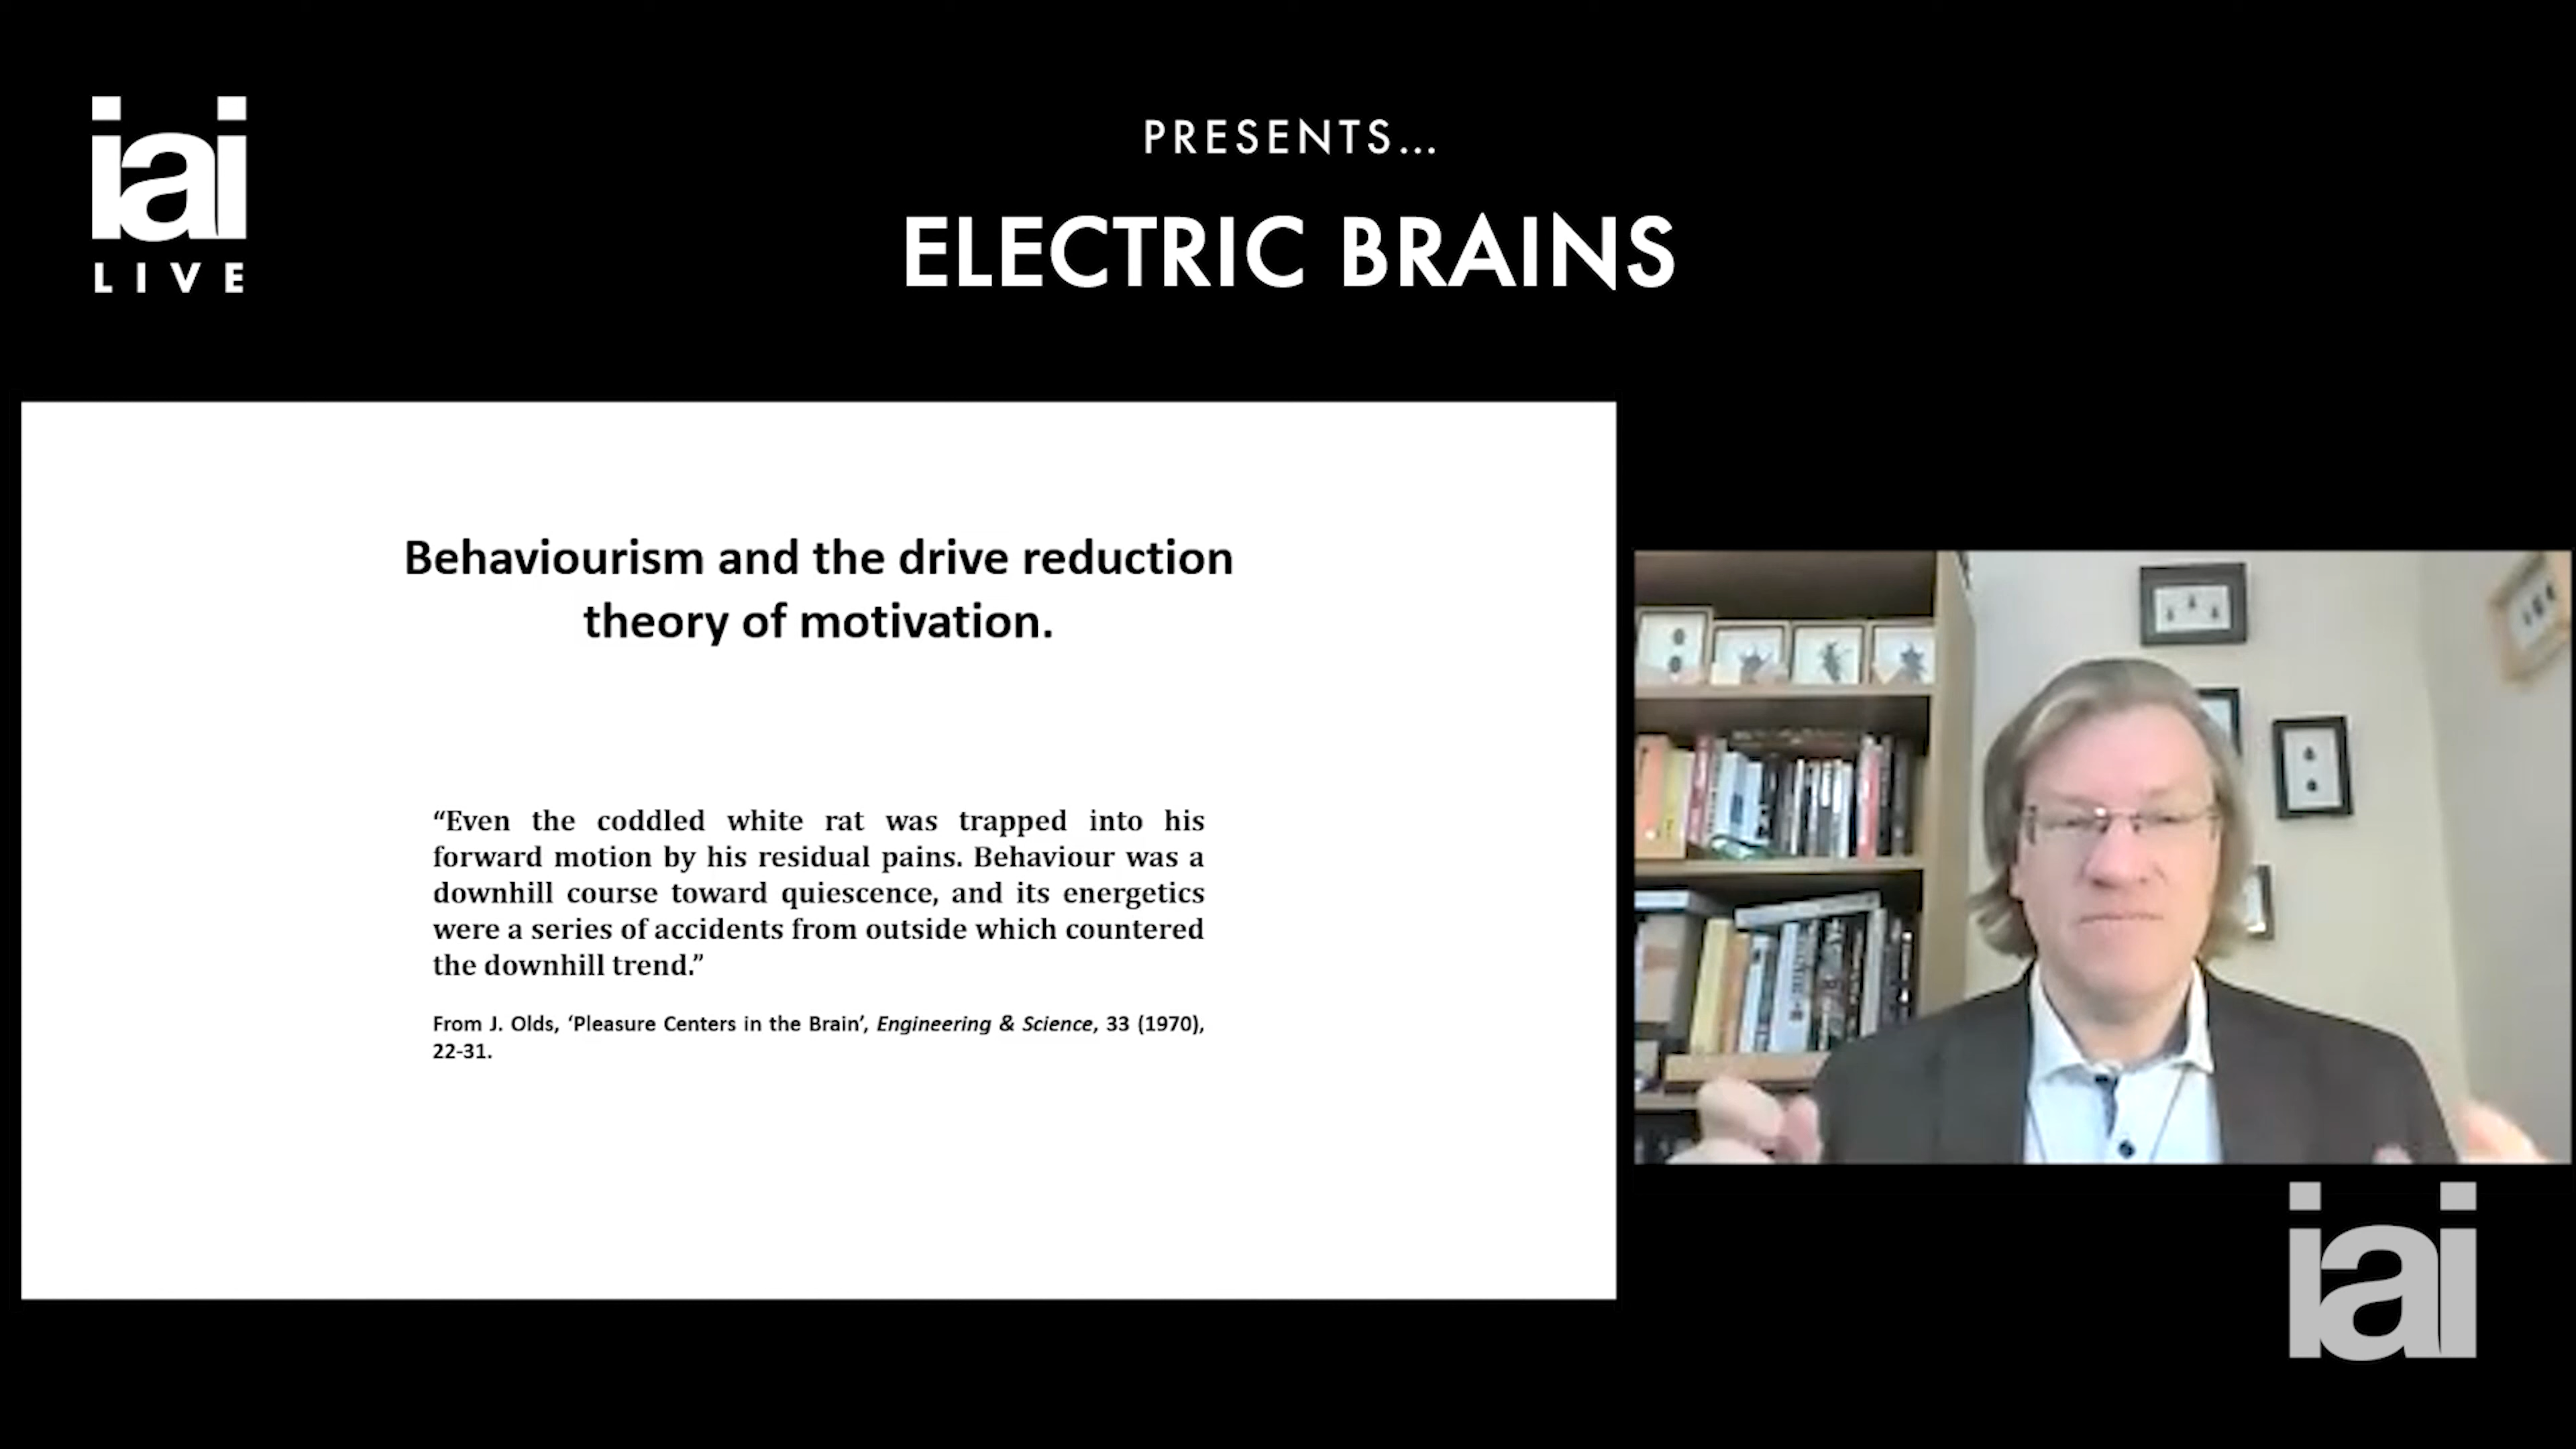 iai
LIVE
PRESENTS...
ELECTRIC BRAINS
Behaviourism and the drive reduction
theory of motivation.
“Even the coddled white rat was trapped into his
forward motion by his residual pains. Behaviour was a
downhill course toward quiescence, and its energetics
were a series of accidents from outside which countered
the downhill trend.”
From J. Olds, ‘Pleasure Centers in the Brain’, Engineering & Science, 33 (1970),
22-31.
iai